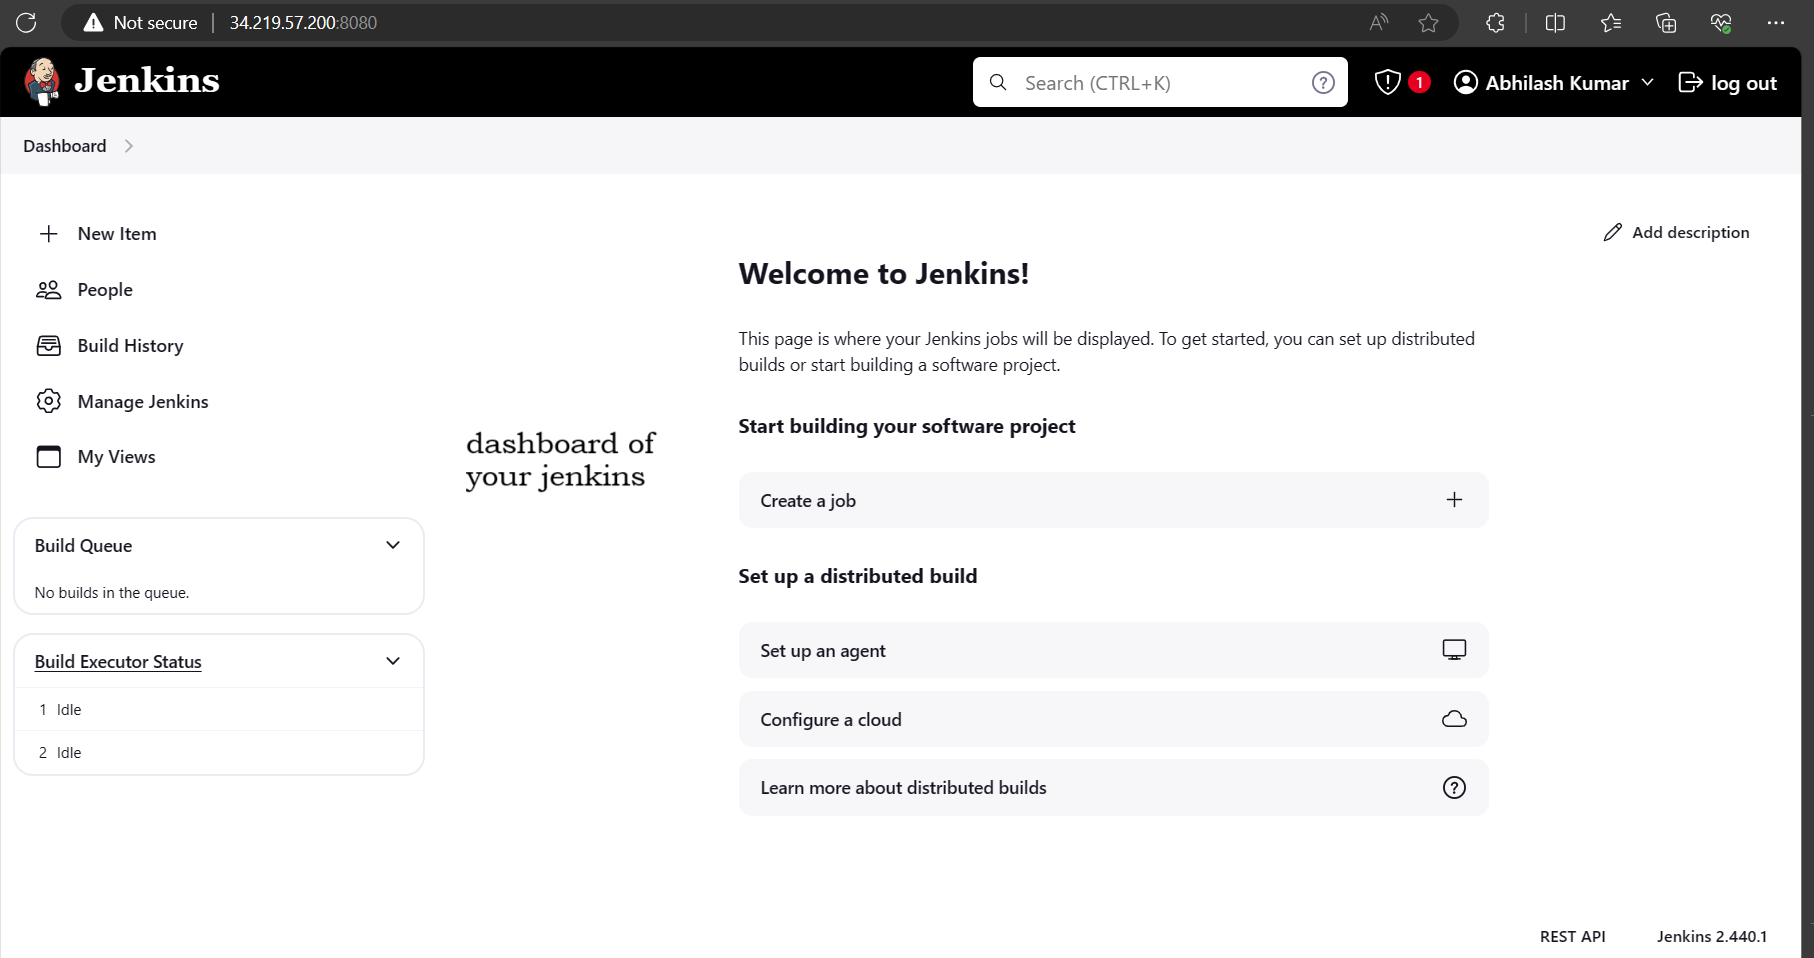 Not secure 34.219.57.200:8080
Jenkins
Search (CTRL+K)
1
Abhilash Kumar
log out
Dashboard
New Item
People
Build History
Manage Jenkins
My Views
Build Queue
No builds in the queue.
Build Executor Status
1 Idle
2 Idle
dashboard of
your jenkins
Add description
Welcome to Jenkins!
This page is where your Jenkins jobs will be displayed. To get started, you can set up distributed
builds or start building a software project.
Start building your software project
Create a job
Set up a distributed build
Set up an agent
Configure a cloud
Learn more about distributed builds
REST API
Jenkins 2.440.1